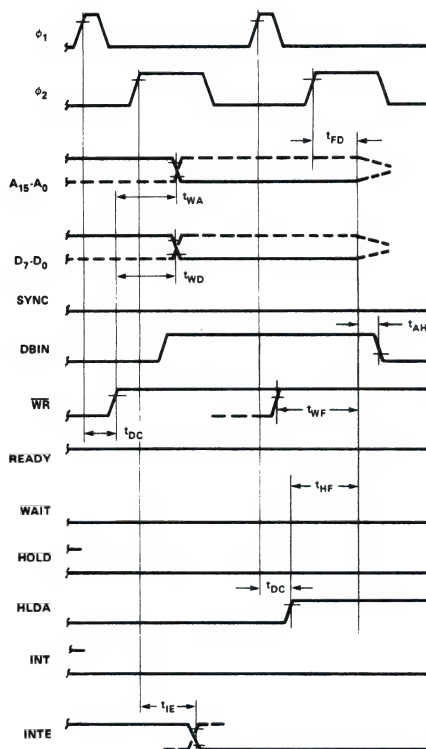 ϕ1
ϕ2
tFD
A15-A0
tWA
D7-D0
tWD
SYNC
tAH
DBIN
WR
tWF
tDC
READY
tHF
WAIT
HOLD
tDC
HLDA
INT
tIE
INTE